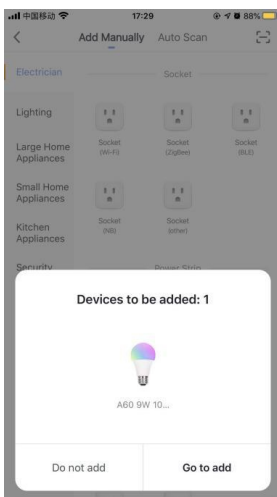 中国移动 17:29 88%
Add Manually Auto Scan
Electrician
Socket
Lighting
Large Home
Appliances
Socket
(Wi-Fi)
Socket
(ZigBee)
Socket
(BLE)
Small Home
Appliances
Kitchen
Appliances
Socket
(NB)
Socket
(other)
Security
Power Strip
Devices to be added: 1
A60 9W 10...
Do not add Go to add